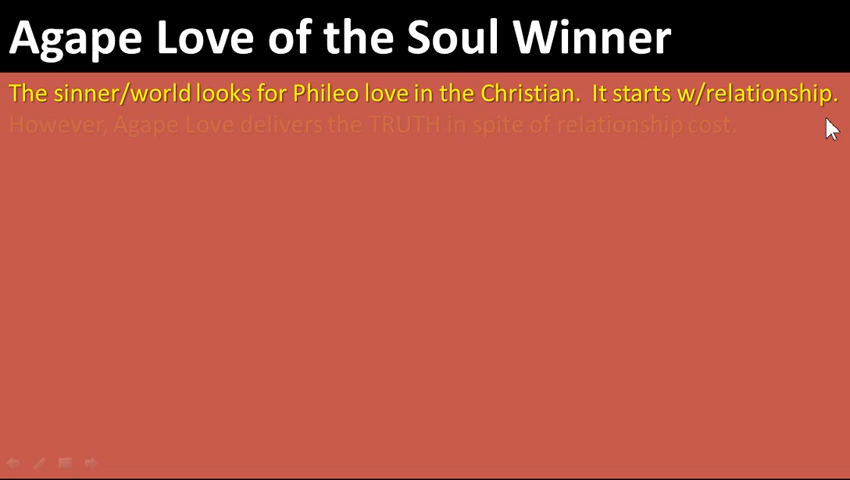 Agape Love of the Soul Winner
The sinner/world looks for Phileo love in the Christian.  It starts w/relationship.
However, Agape Love delivers the TRUTH in spite of relationship cost.